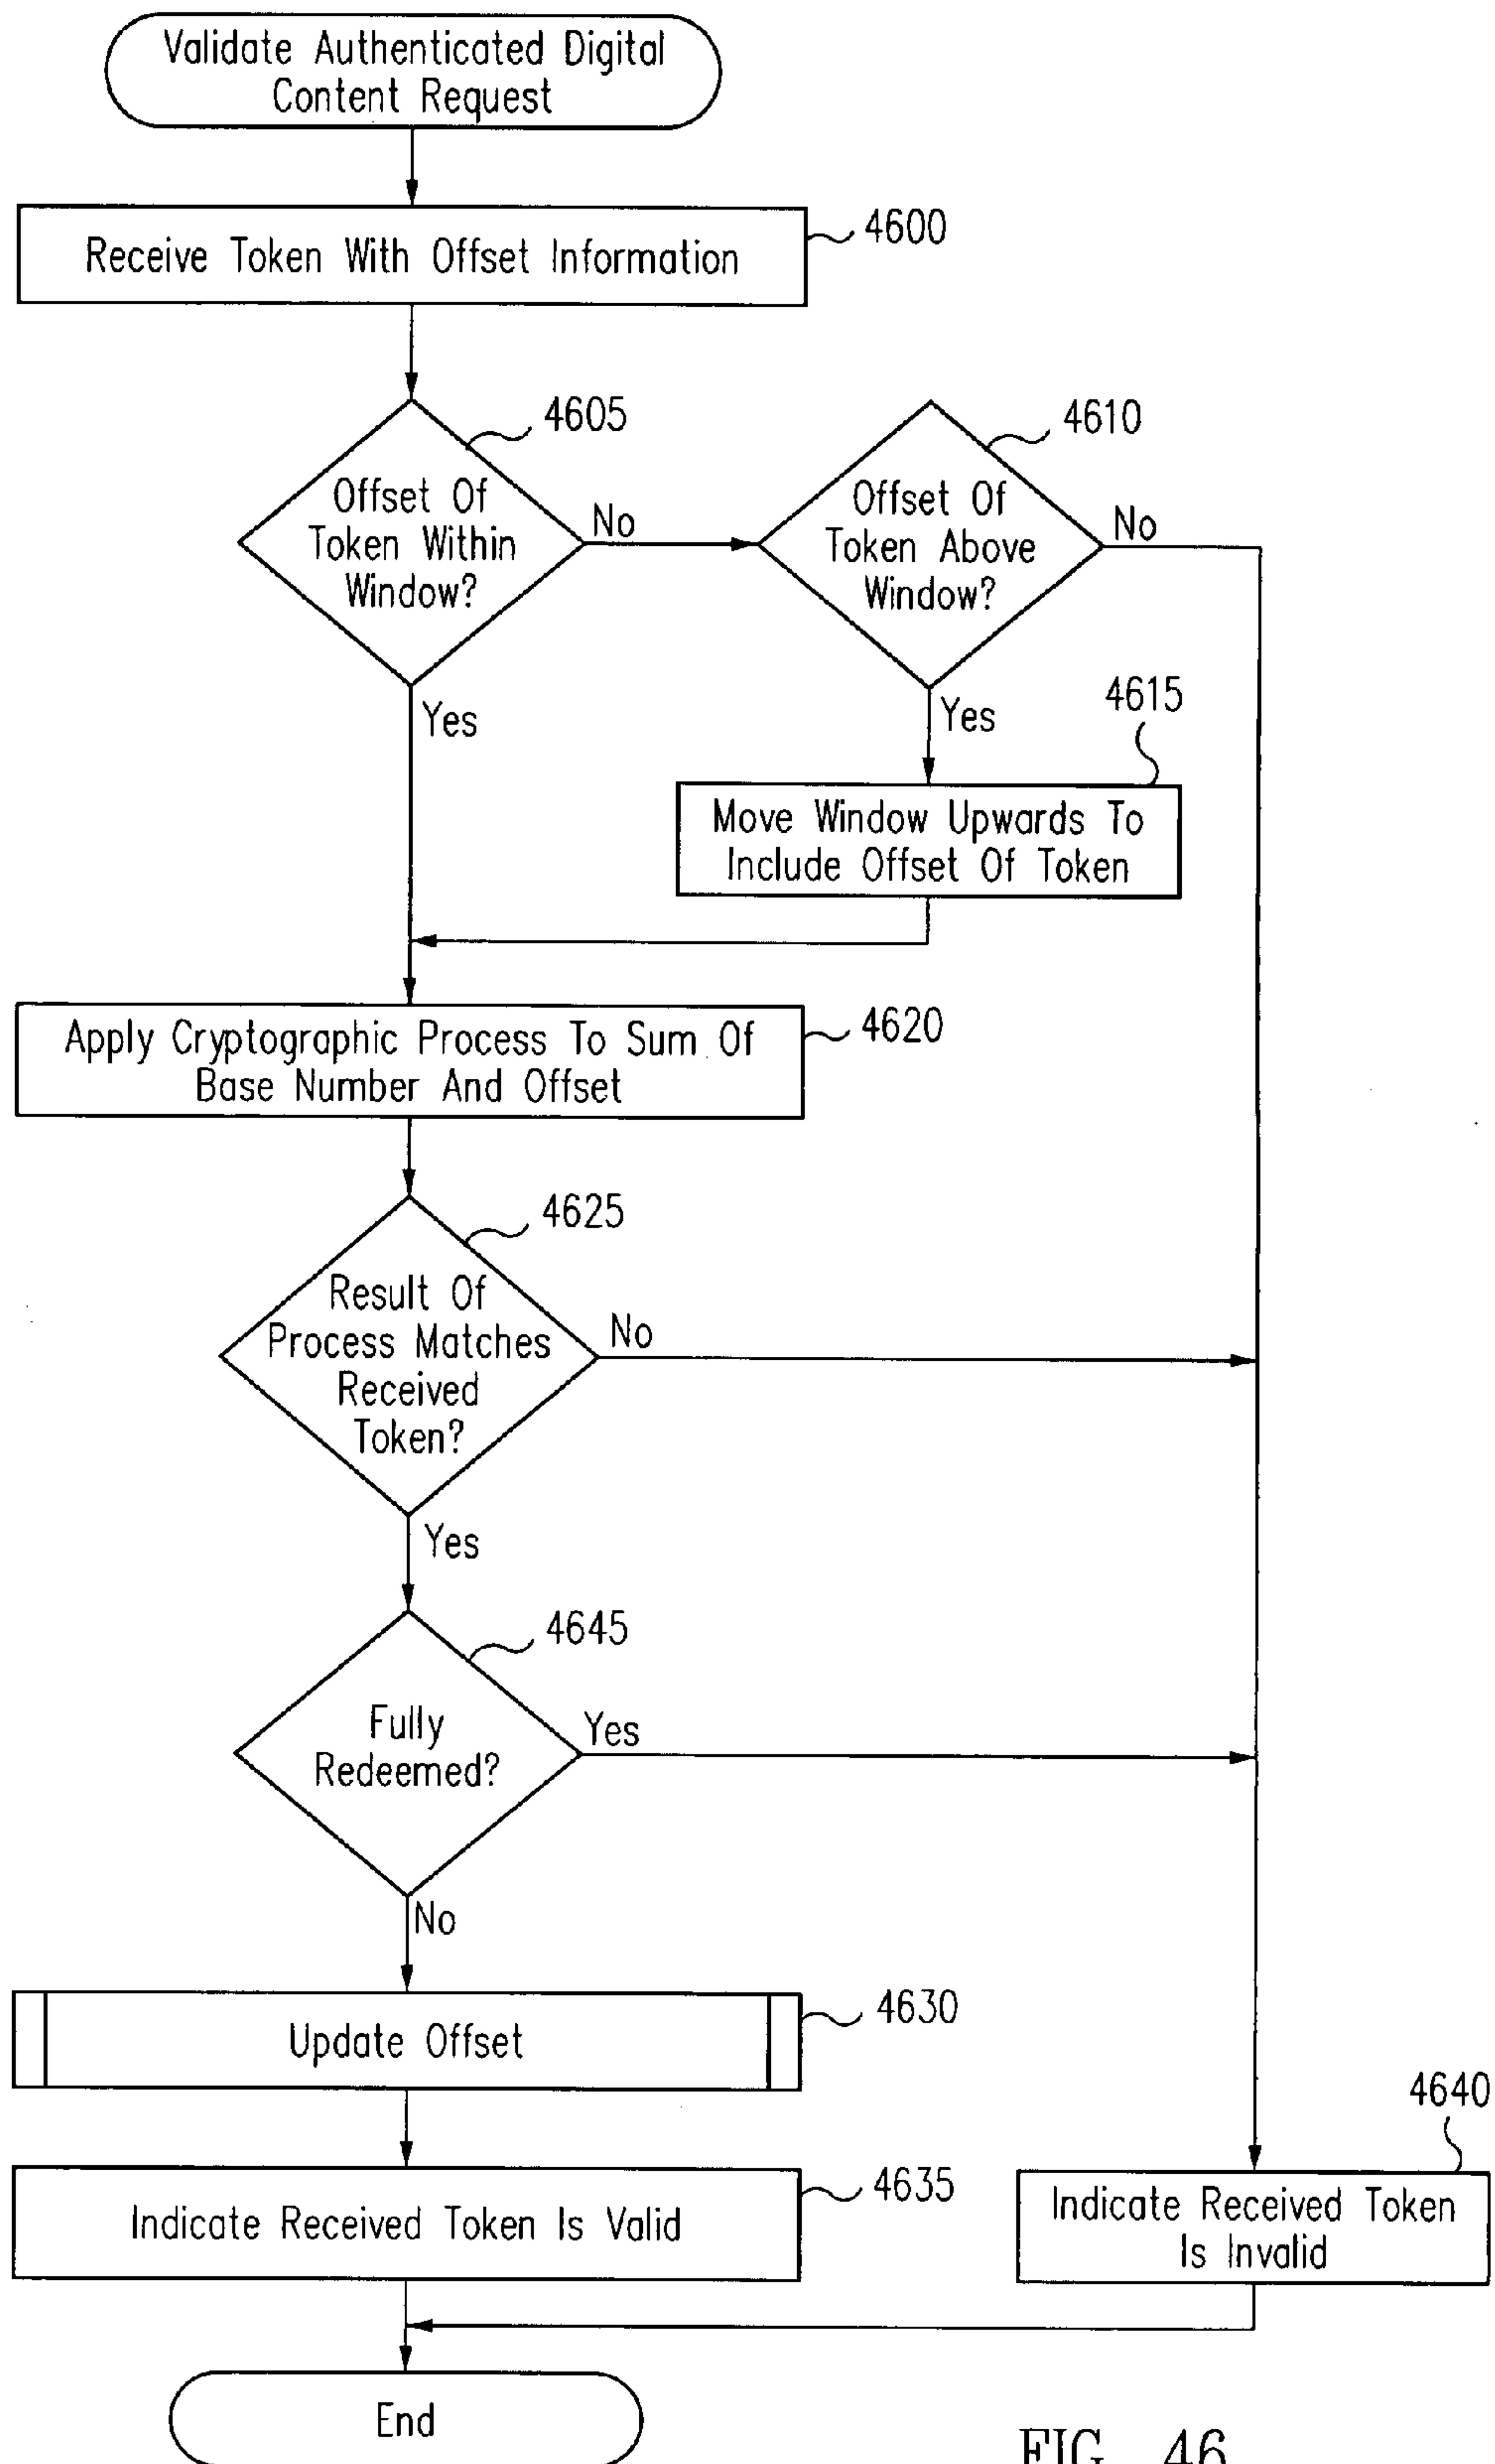 Validate Authenticated Digital
Content Request
Receive Token With Offset Information
4600
4605
Offset Of
Token Within
Window?
No
Yes
4610
Offset Of
Token Above
Window?
No
Yes
4615
Move Window Upwards To
Include Offset Of Token
Apply Cryptographic Process To Sum Of
Base Number And Offset
4620
4625
Result Of
Process Matches
Received
Token?
No
Yes
4645
Fully
Redeemed?
Yes
No
Update Offset
4630
Indicate Received Token Is Valid
4635
4640
Indicate Received Token
Is Invalid
End
FIG. 46